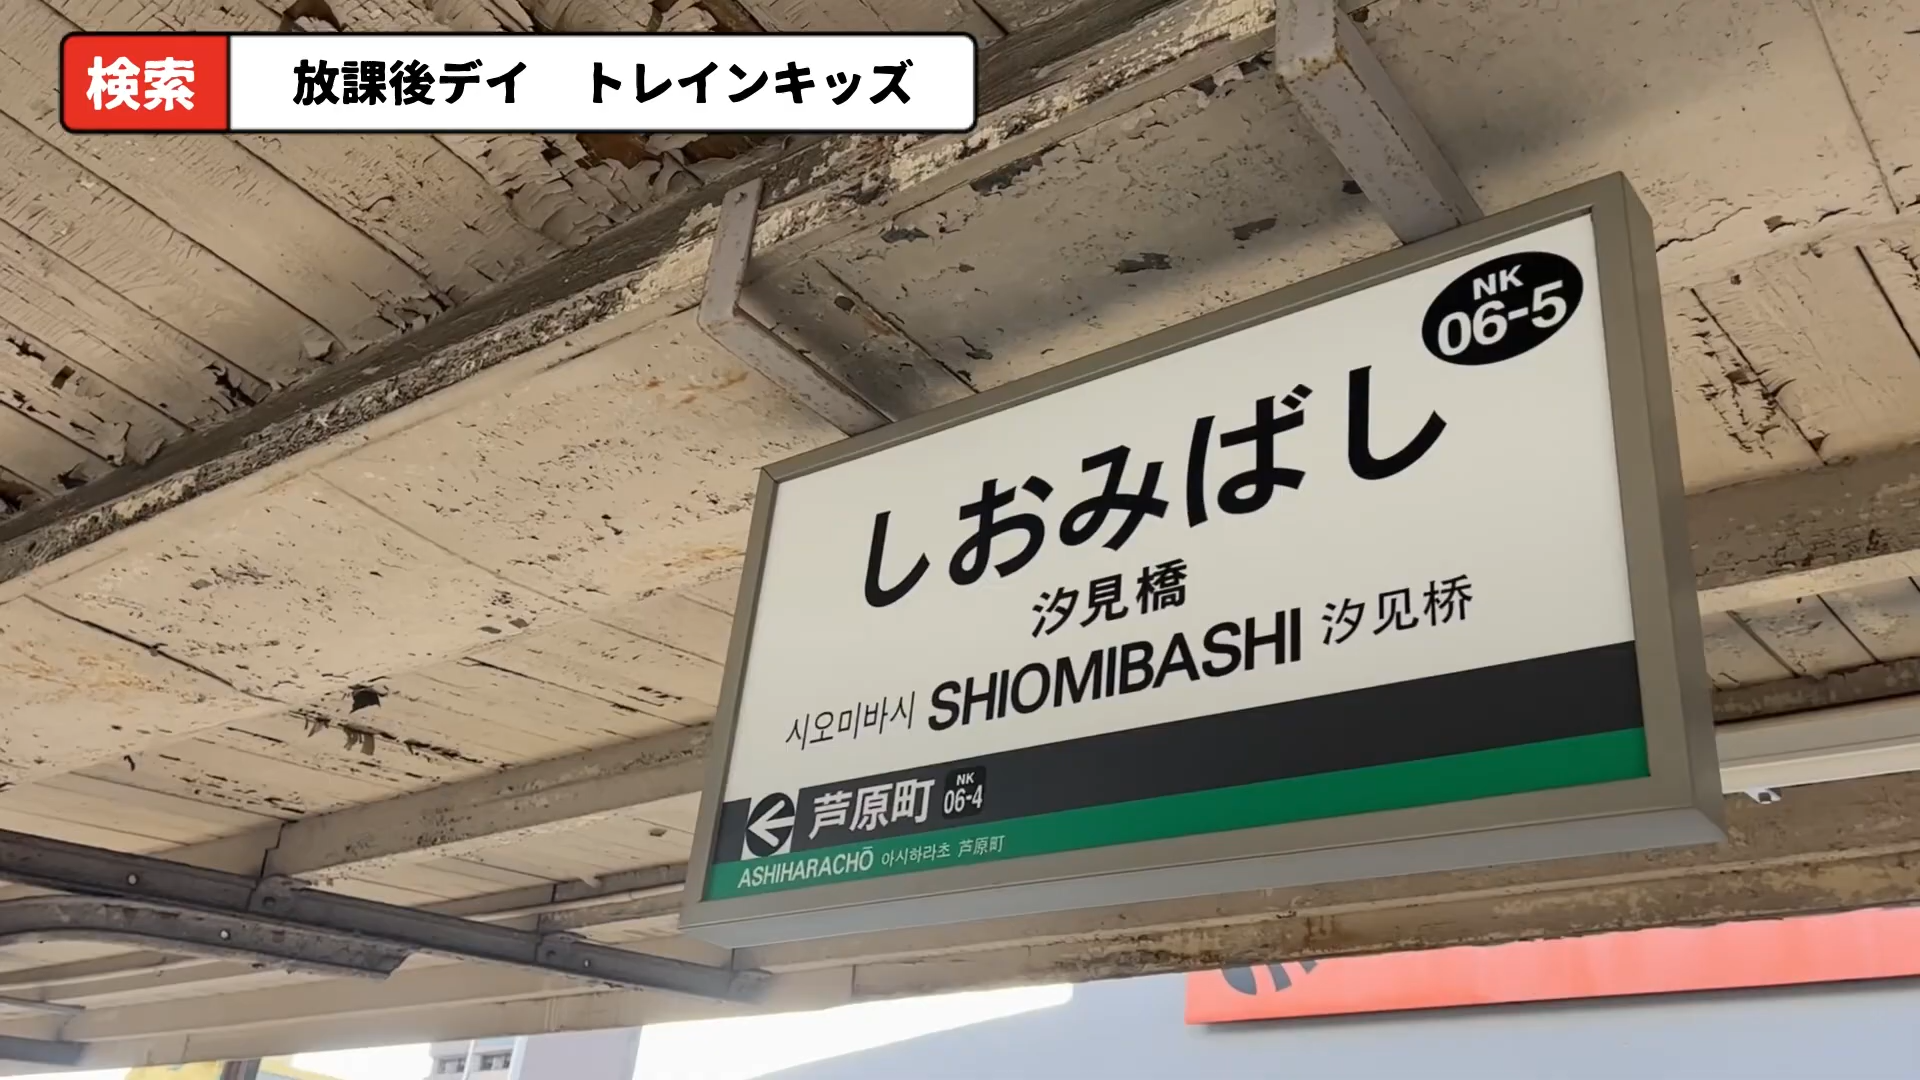 検索 放課後デイ トレインキッズ
NK
06-5
しおみばし
汐見橋
시오미바시 SHIOMIBASHI 汐见桥
芦原町 NK 06-4
ASHIHARACHŌ 아시하라초 芦原町